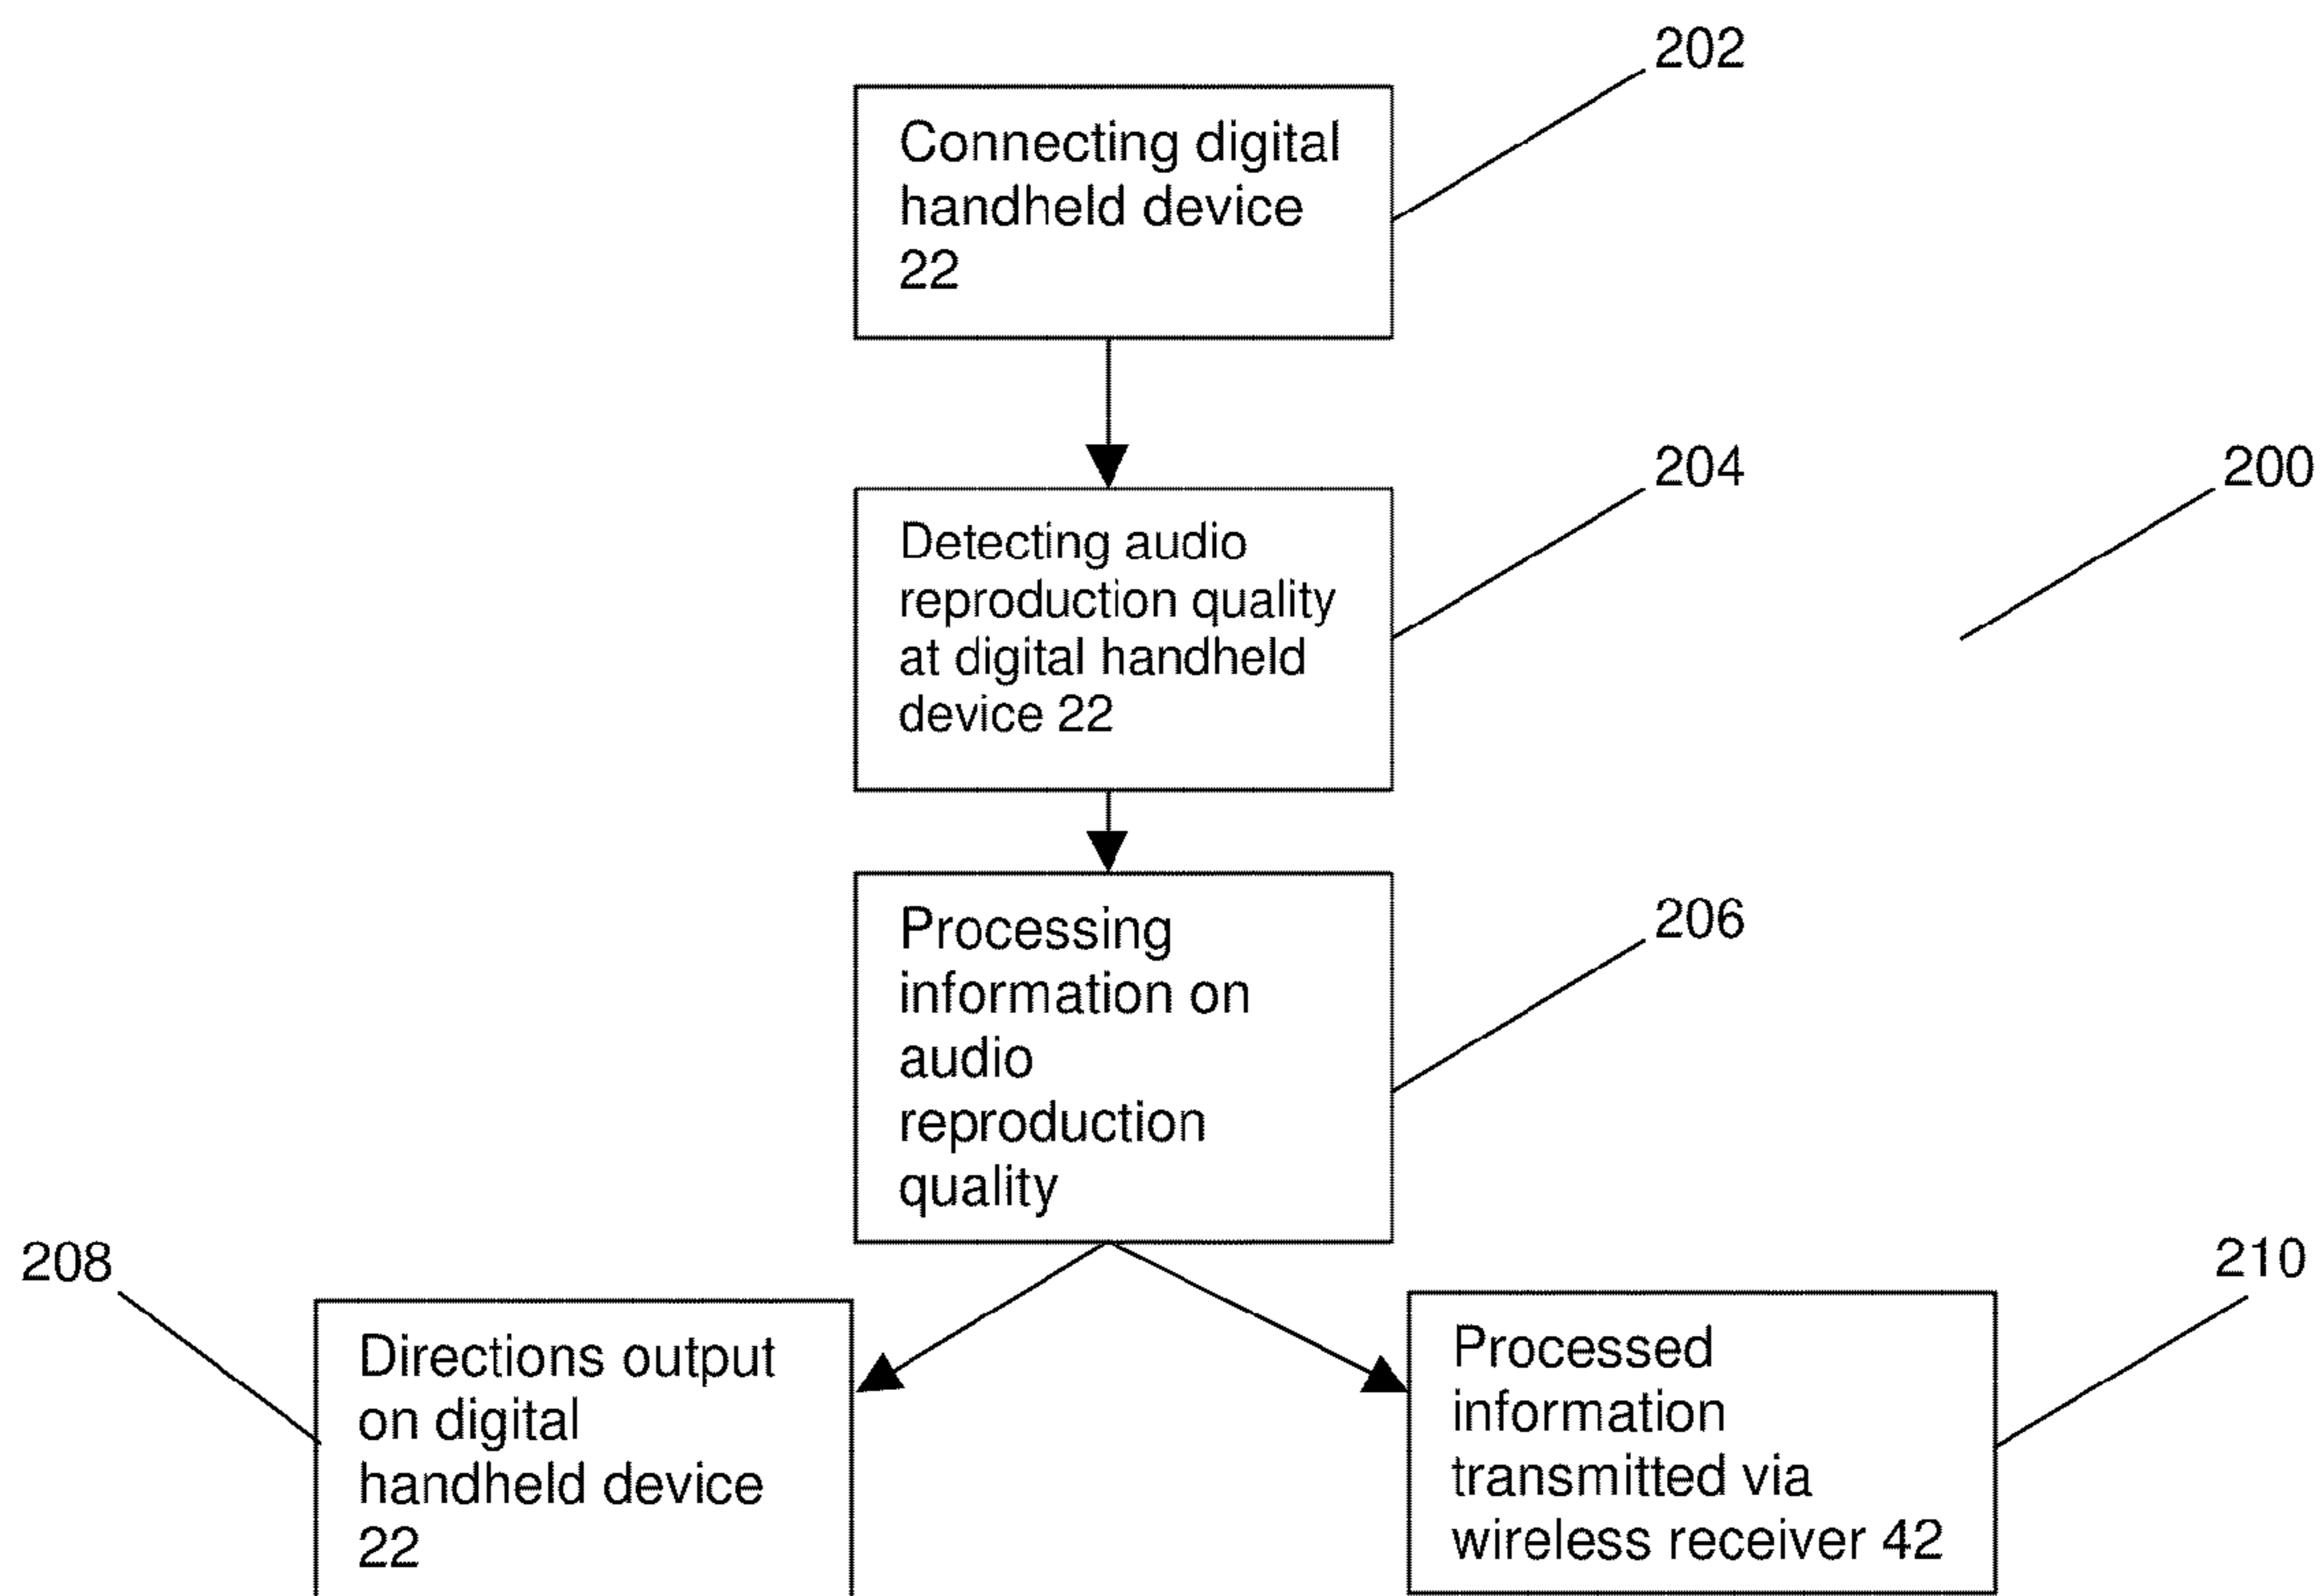 202
Connecting digital
handheld device
22
204
200
Detecting audio
reproduction quality
at digital handheld
device 22
206
Processing
information on
audio
reproduction
quality
208
210
Directions output
on digital
handheld device
22
Processed
information
transmitted via
wireless receiver 42